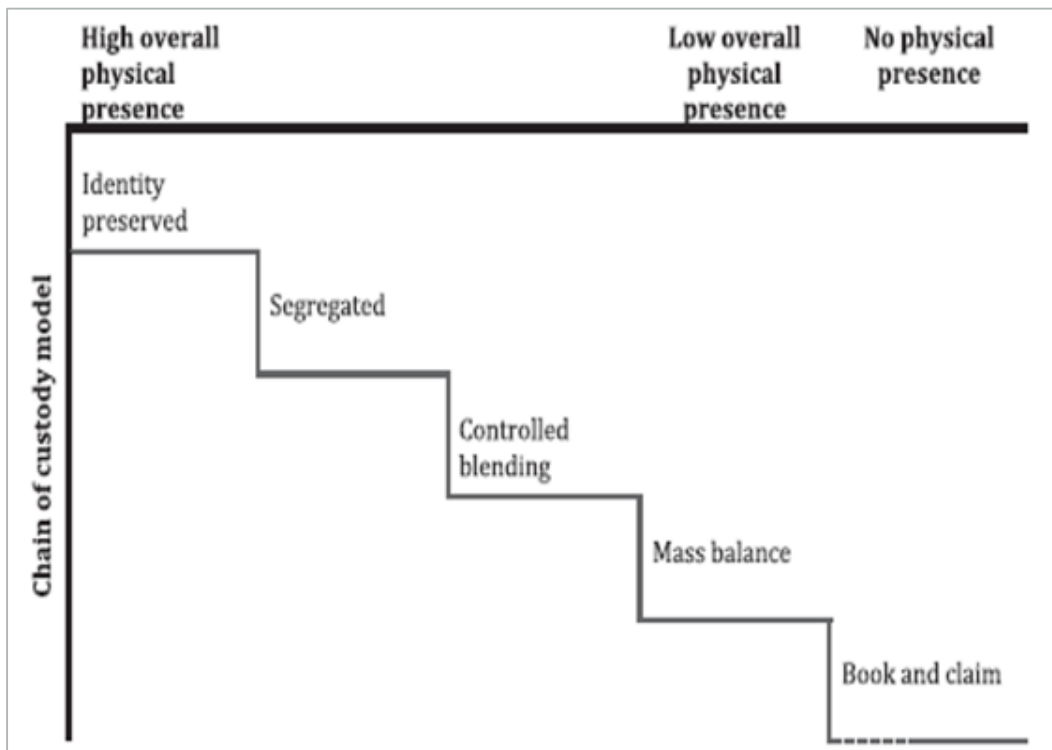 High overall
physical
presence
Low overall
physical
presence
No physical
presence
Chain of custody model
Identity
preserved
Segregated
Controlled
blending
Mass balance
Book and claim